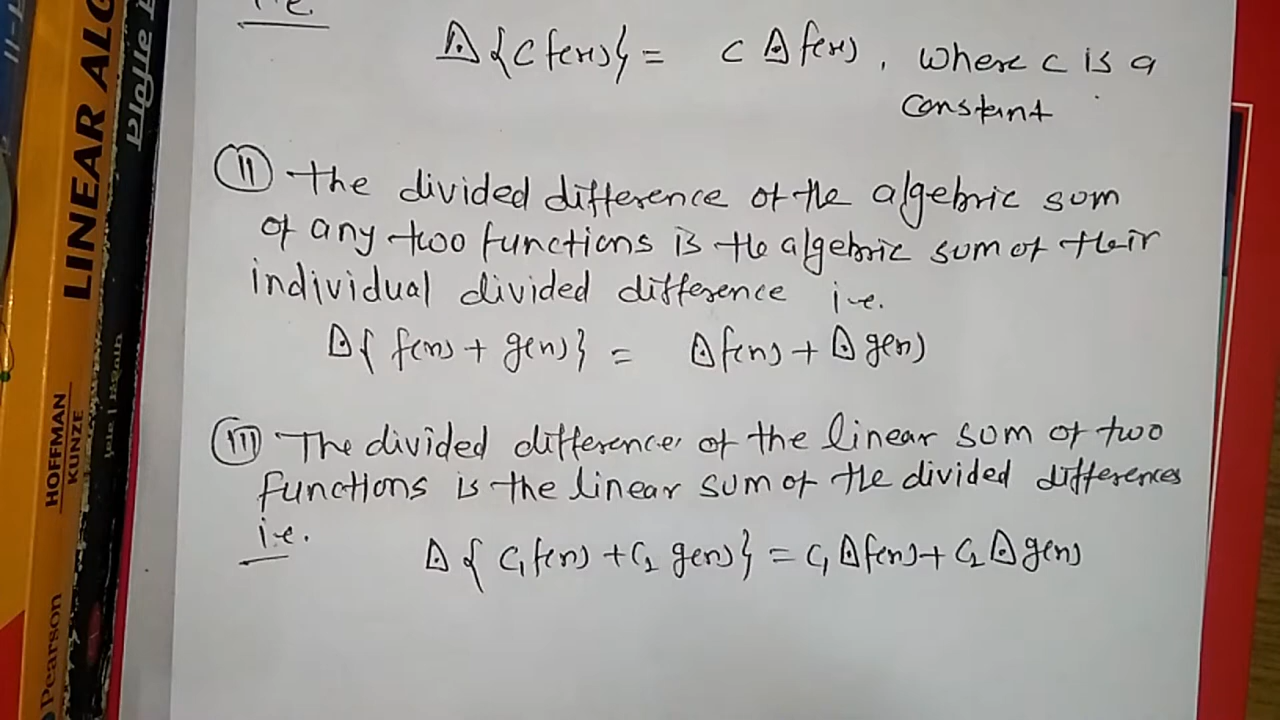 i.e.
Δ{c f(x)} = c Δ f(x), where c is a
constant
(II) The divided difference of the algebric sum
of any two functions is the algebric sum of their
individual divided difference i.e.
Δ{ f(x) + g(x)} = Δ f(x) + Δ g(x)
(III) The divided difference of the linear sum of two
functions is the linear sum of the divided differences
i.e.
Δ{ C₁ f(x) + C₂ g(x)} = C₁ Δ f(x) + C₂ Δ g(x)
LINEAR ALG
HOFFMAN
KUNZE
Pearson